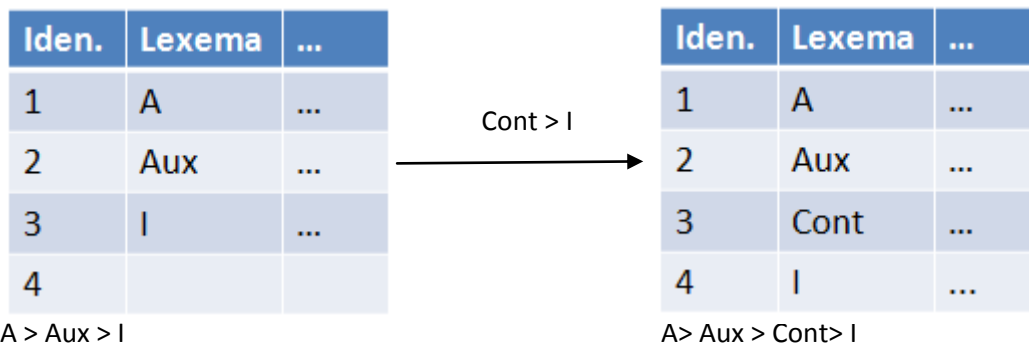 Iden. Lexema ...
1 A ...
2 Aux ...
3 I ...
4
A > Aux > I
Cont > I
Iden. Lexema ...
1 A ...
2 Aux ...
3 Cont ...
4 I ...
A> Aux > Cont> I